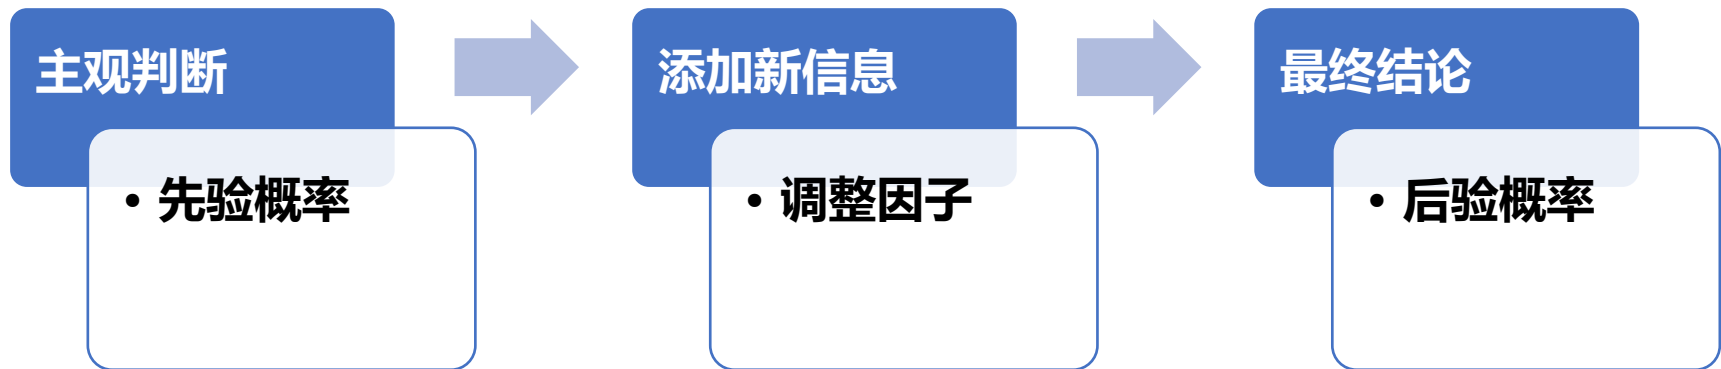 主观判断
• 先验概率
添加新信息
• 调整因子
最终结论
• 后验概率